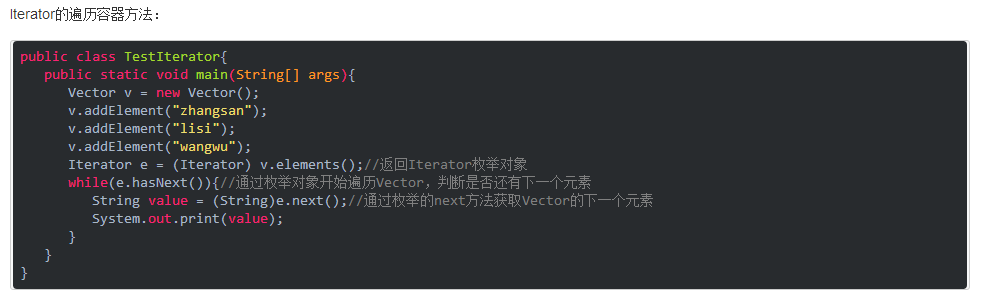 Iterator的遍历容器方法：
public class TestIterator{
   public static void main(String[] args){
      Vector v = new Vector();
      v.addElement("zhangsan");
      v.addElement("lisi");
      v.addElement("wangwu");
      Iterator e = (Iterator) v.elements();//返回Iterator枚举对象
      while(e.hasNext()){//通过枚举对象开始遍历Vector，判断是否还有下一个元素
         String value = (String)e.next();//通过枚举的next方法获取Vector的下一个元素
         System.out.print(value);
      }
   }
}